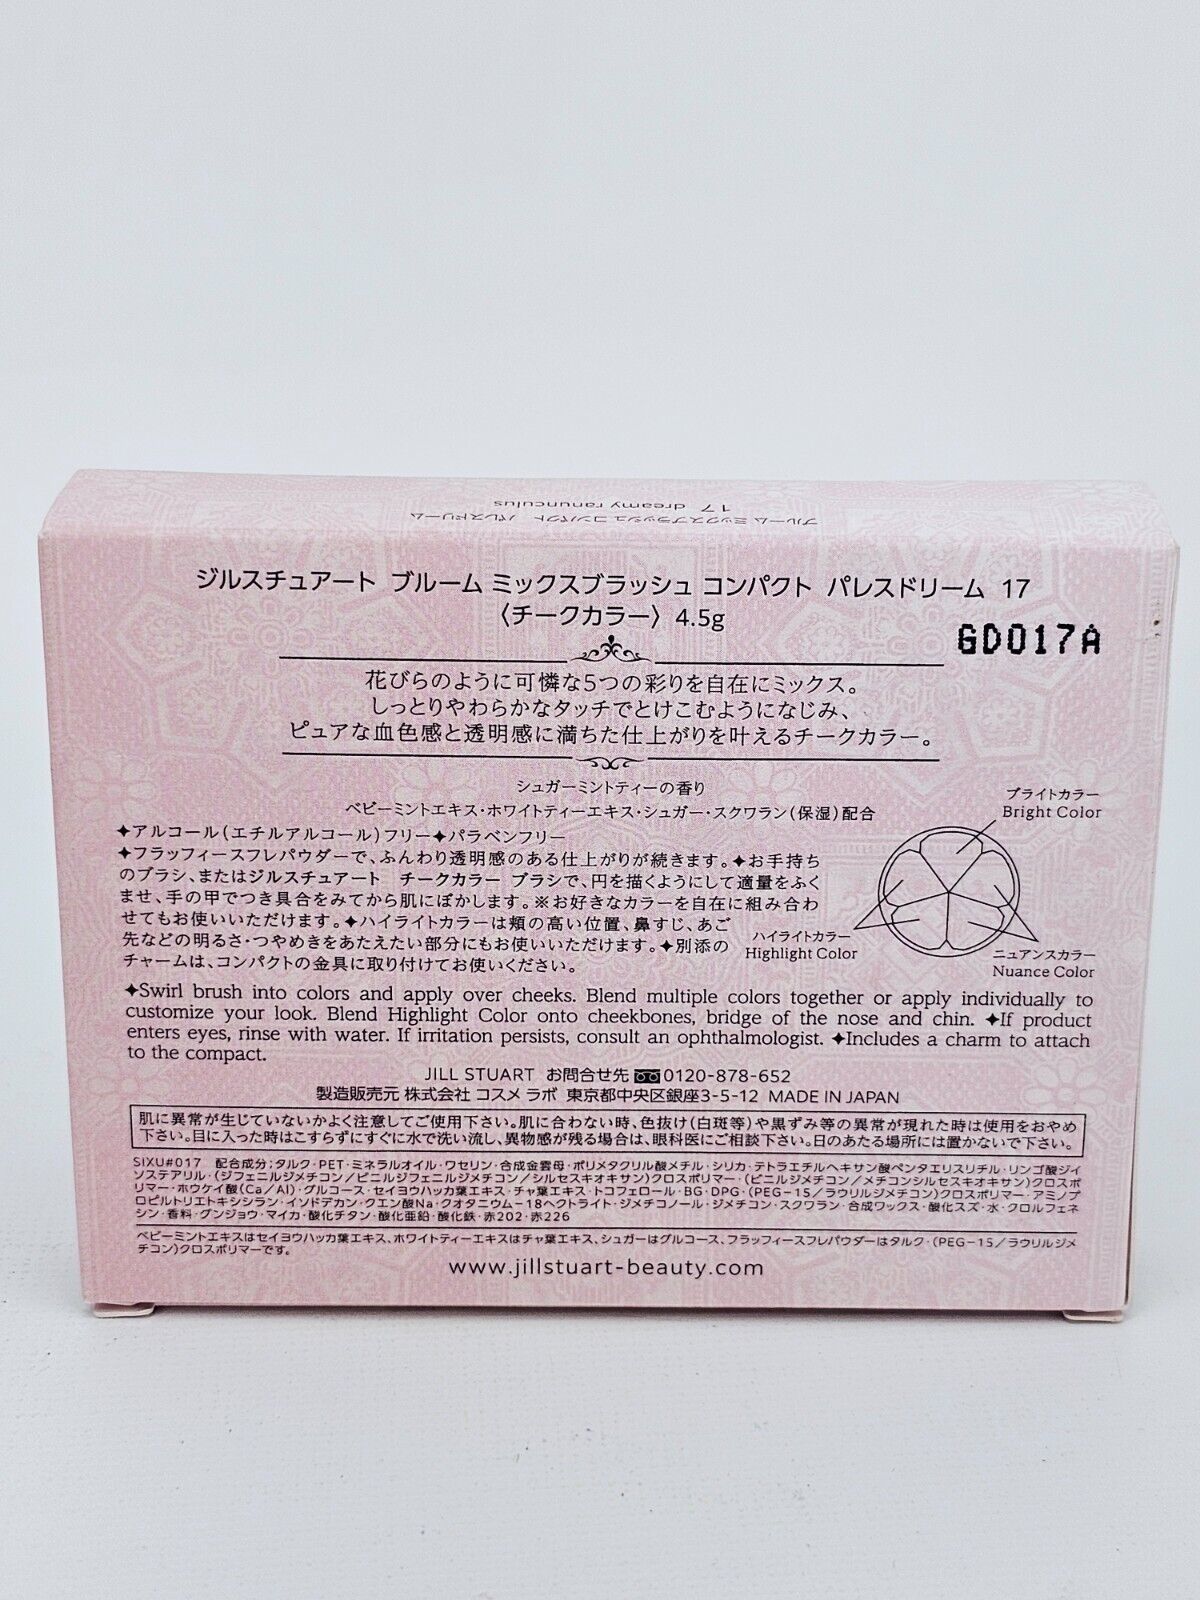 ブルーム ミックスブラッシュ コンパクト パレスドリーム
17 dreamy ranunculus
ジルスチュアート ブルーム ミックスブラッシュ コンパクト パレスドリーム 17
〈チークカラー〉 4.5g
GD017A
花びらのように可憐な5つの彩りを自在にミックス。
しっとりやわらかなタッチでとけこむようになじみ、
ピュアな血色感と透明感に満ちた仕上がりを叶えるチークカラー。
シュガーミントティーの香り
ベビーミントエキス・ホワイトティーエキス・シュガー・スクワラン(保湿)配合
✦アルコール(エチルアルコール)フリー✦パラベンフリー
✦フラッフィースフレパウダーで、ふんわり透明感のある仕上がりが続きます。✦お手持ち
のブラシ、またはジルスチュアート チークカラー ブラシで、円を描くようにして適量をふく
ませ、手の甲でつき具合をみてから肌にぼかします。※お好きなカラーを自在に組み合わ
せてもお使いいただけます。✦ハイライトカラーは頬の高い位置、鼻すじ、あご
先などの明るさ・つやめきをあたえたい部分にもお使いいただけます。✦別添の
チャームは、コンパクトの金具に取り付けてお使いください。
ブライトカラー
Bright Color
ハイライトカラー
Highlight Color
ニュアンスカラー
Nuance Color
✦Swirl brush into colors and apply over cheeks. Blend multiple colors together or apply individually to
customize your look. Blend Highlight Color onto cheekbones, bridge of the nose and chin. ✦If product
enters eyes, rinse with water. If irritation persists, consult an ophthalmologist. ✦Includes a charm to attach
to the compact.
JILL STUART お問合せ先 0120-878-652
製造販売元 株式会社 コスメ ラボ 東京都中央区銀座3-5-12 MADE IN JAPAN
肌に異常が生じていないかよく注意してご使用下さい。肌に合わない時、色抜け(白斑等)や黒ずみ等の異常が現れた時は使用をおやめ
下さい。目に入った時はこすらずにすぐに水で洗い流し、異物感が残る場合は、眼科医にご相談下さい。日のあたる場所には置かないで下さい。
SIXU#017 配合成分;タルク・PET・ミネラルオイル・ワセリン・合成金雲母・ポリメタクリル酸メチル・シリカ・テトラエチルヘキサン酸ペンタエリスリチル・リンゴ酸ジイ
ソステアリル・(ジフェニルジメチコン/ビニルジフェニルジメチコン/シルセスキオキサン)クロスポリマー・(ビニルジメチコン/メチコンシルセスキオキサン)クロスポ
リマー・ホウケイ酸(Ca/Al)・グルコース・セイヨウハッカ葉エキス・チャ葉エキス・トコフェロール・BG・DPG・(PEG-15/ラウリルジメチコン)クロスポリマー・アミノプ
ロピルトリエトキシシラン・イソドデカン・クエン酸Na・クオタニウム-18ヘクトライト・ジメチコノール・ジメチコン・スクワラン・合成ワックス・酸化スズ・水・クロルフェネ
シン・香料・グンジョウ・マイカ・酸化チタン・酸化亜鉛・酸化鉄・赤202・赤226
ベビーミントエキスはセイヨウハッカ葉エキス、ホワイトティーエキスはチャ葉エキス、シュガーはグルコース、フラッフィースフレパウダーはタルク・(PEG-15/ラウリルジメ
チコン)クロスポリマーです。
www.jillstuart-beauty.com